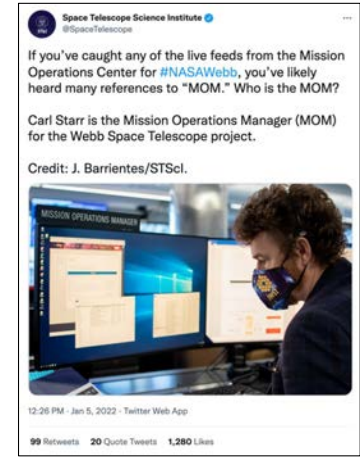 Space Telescope Science Institute
@SpaceTelescope
If you've caught any of the live feeds from the Mission
Operations Center for #NASAWebb, you've likely
heard many references to “MOM.” Who is the MOM?
Carl Starr is the Mission Operations Manager (MOM)
for the Webb Space Telescope project.
Credit: J. Barrientes/STScI.
MISSION OPERATIONS MANAGER
12:26 PM · Jan 5, 2022 · Twitter Web App
99 Retweets 20 Quote Tweets 1,280 Likes